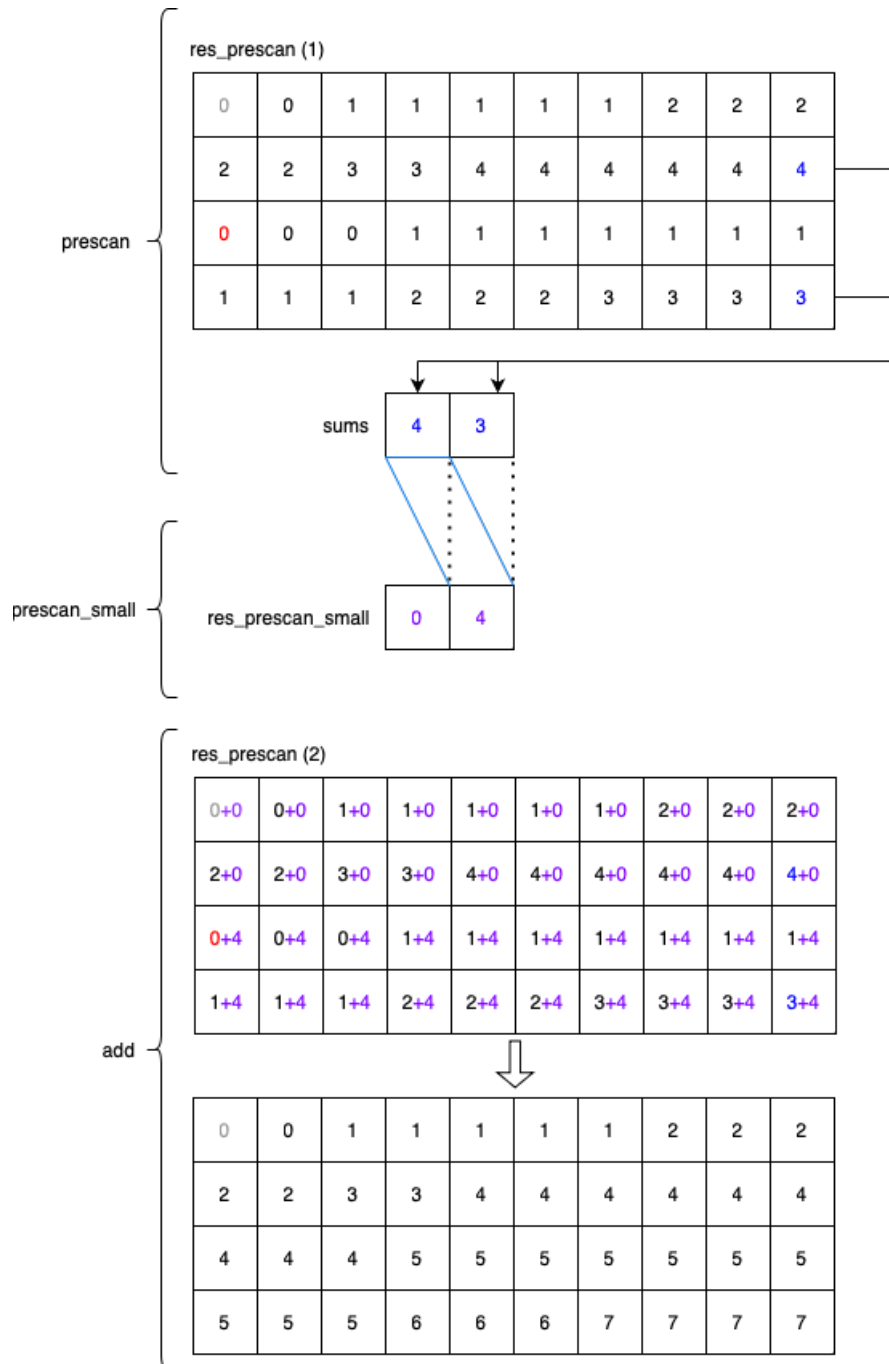 res_prescan (1)
0 0 1 1 1 1 1 2 2 2
2 2 3 3 4 4 4 4 4 4
prescan
0 0 0 1 1 1 1 1 1 1
1 1 1 2 2 2 3 3 3 3
sums 4 3
prescan_small
res_prescan_small 0 4
res_prescan (2)
0+0 0+0 1+0 1+0 1+0 1+0 1+0 2+0 2+0 2+0
2+0 2+0 3+0 3+0 4+0 4+0 4+0 4+0 4+0 4+0
0+4 0+4 0+4 1+4 1+4 1+4 1+4 1+4 1+4 1+4
1+4 1+4 1+4 2+4 2+4 2+4 3+4 3+4 3+4 3+4
add
0 0 1 1 1 1 1 2 2 2
2 2 3 3 4 4 4 4 4 4
4 4 4 5 5 5 5 5 5 5
5 5 5 6 6 6 7 7 7 7